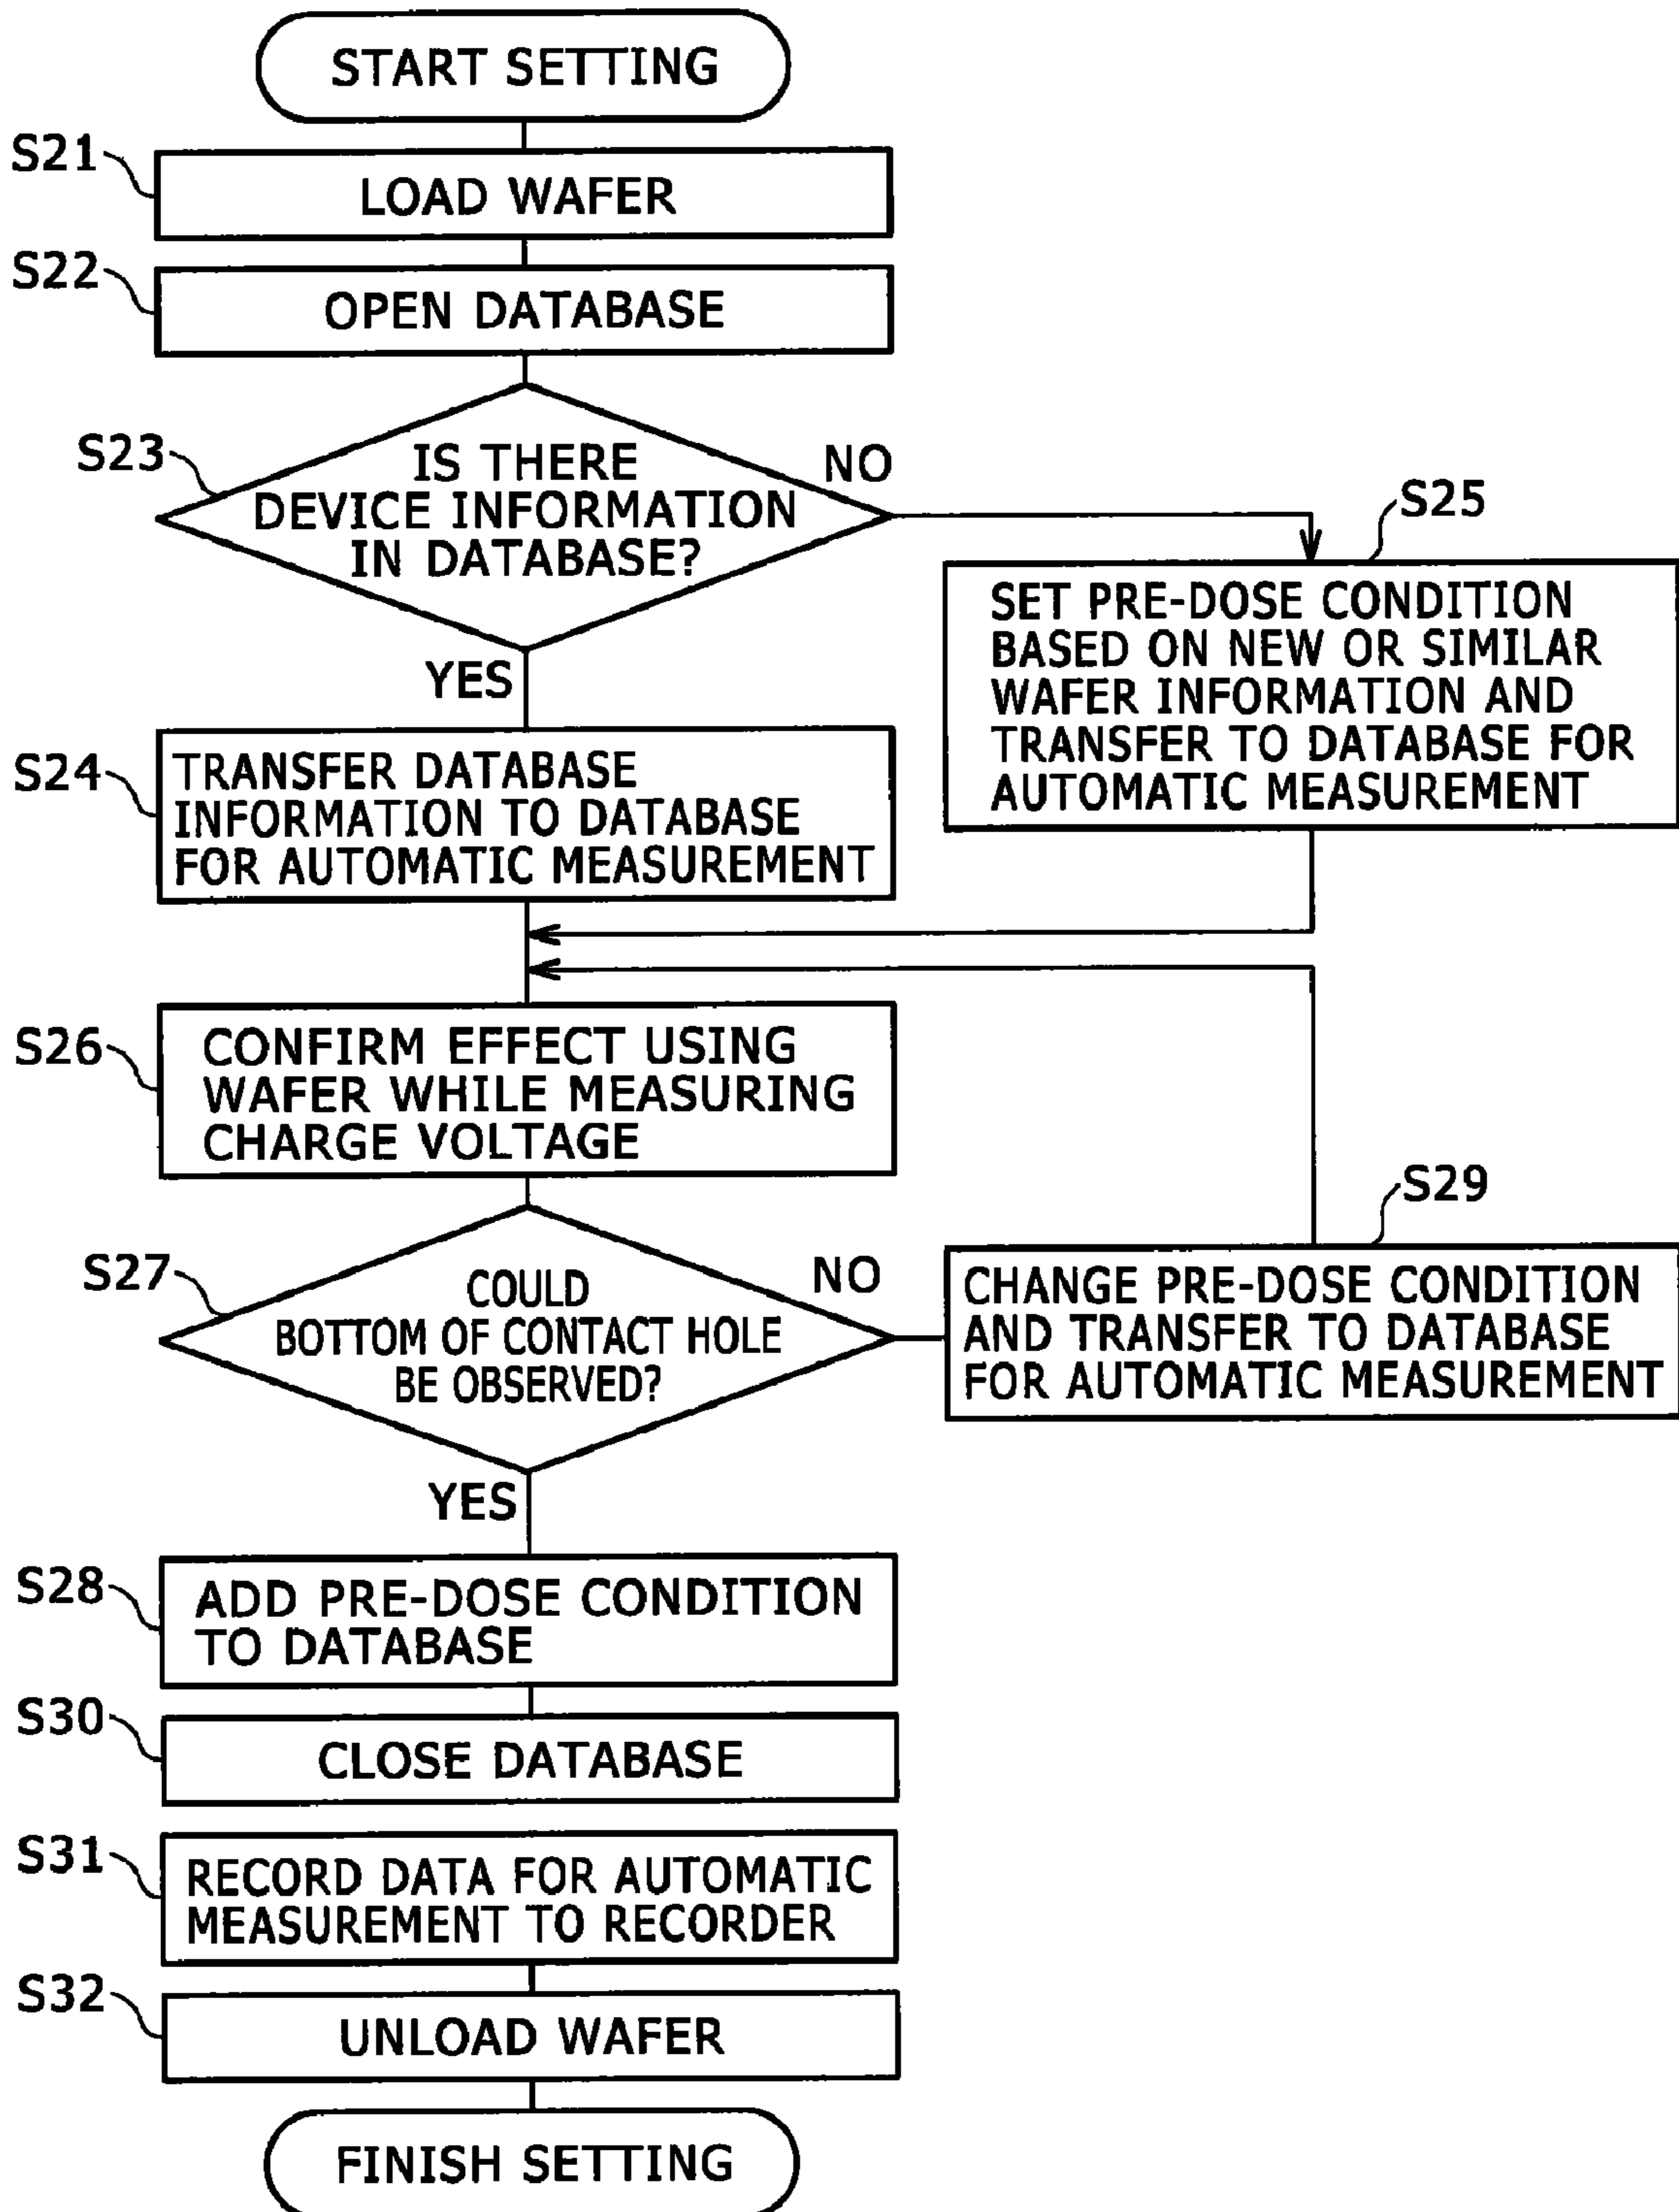 START SETTING
S21
LOAD WAFER
S22
OPEN DATABASE
S23
IS THERE
DEVICE INFORMATION
IN DATABASE?
NO
YES
S25
SET PRE-DOSE CONDITION
BASED ON NEW OR SIMILAR
WAFER INFORMATION AND
TRANSFER TO DATABASE FOR
AUTOMATIC MEASUREMENT
S24
TRANSFER DATABASE
INFORMATION TO DATABASE
FOR AUTOMATIC MEASUREMENT
S26
CONFIRM EFFECT USING
WAFER WHILE MEASURING
CHARGE VOLTAGE
S27
COULD
BOTTOM OF CONTACT HOLE
BE OBSERVED?
NO
YES
S29
CHANGE PRE-DOSE CONDITION
AND TRANSFER TO DATABASE
FOR AUTOMATIC MEASUREMENT
S28
ADD PRE-DOSE CONDITION
TO DATABASE
S30
CLOSE DATABASE
S31
RECORD DATA FOR AUTOMATIC
MEASUREMENT TO RECORDER
S32
UNLOAD WAFER
FINISH SETTING